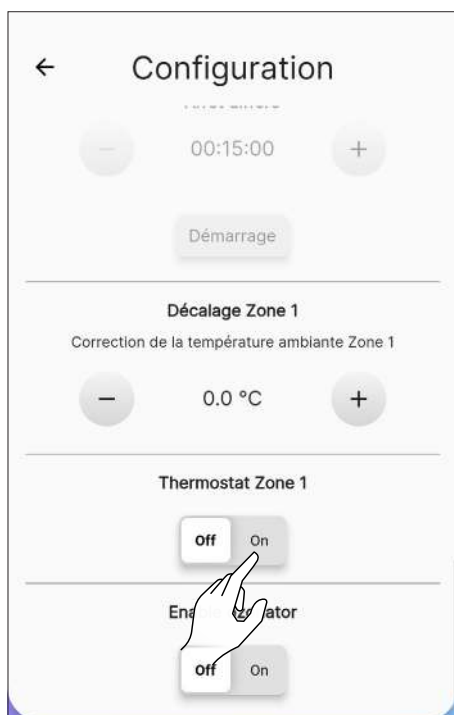 ← Configuration
− 00:15:00 +
Démarrage
Décalage Zone 1
Correction de la température ambiante Zone 1
− 0.0 °C +
Thermostat Zone 1
Off On
Off On